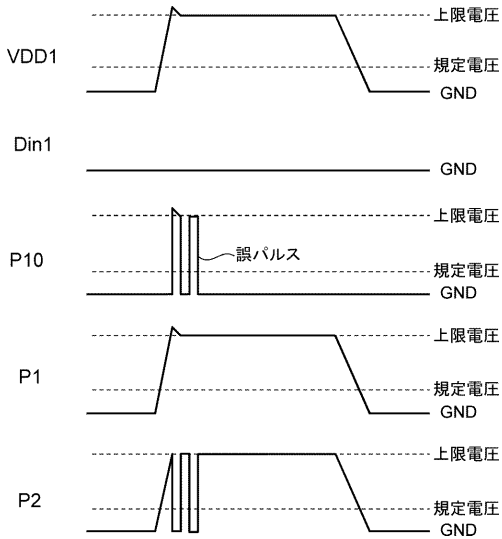 VDD1
上限電圧
規定電圧
GND
Din1
GND
P10
上限電圧
誤パルス
規定電圧
GND
P1
上限電圧
規定電圧
GND
P2
上限電圧
規定電圧
GND